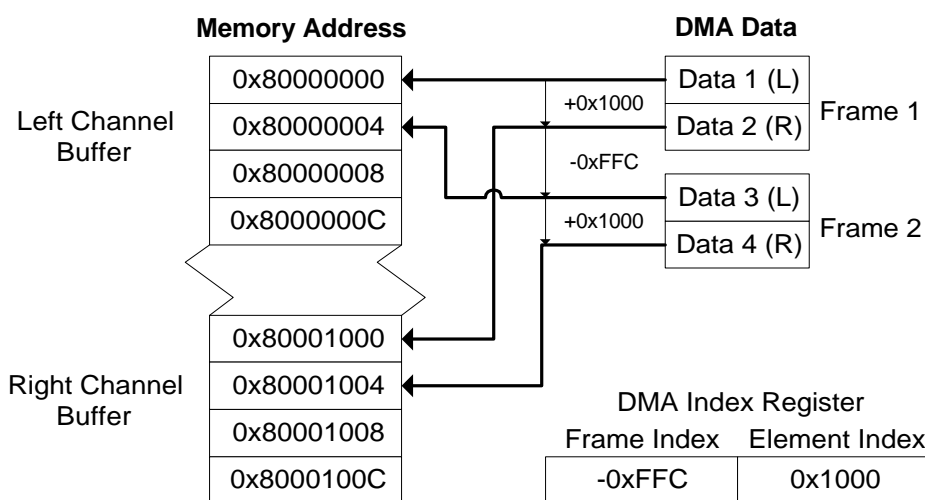 Memory Address
DMA Data
0x80000000
0x80000004
0x80000008
0x8000000C
Left Channel
Buffer
+0x1000
-0xFFC
+0x1000
Data 1 (L)
Data 2 (R)
Frame 1
Data 3 (L)
Data 4 (R)
Frame 2
0x80001000
0x80001004
0x80001008
0x8000100C
Right Channel
Buffer
DMA Index Register
Frame Index
Element Index
-0xFFC
0x1000